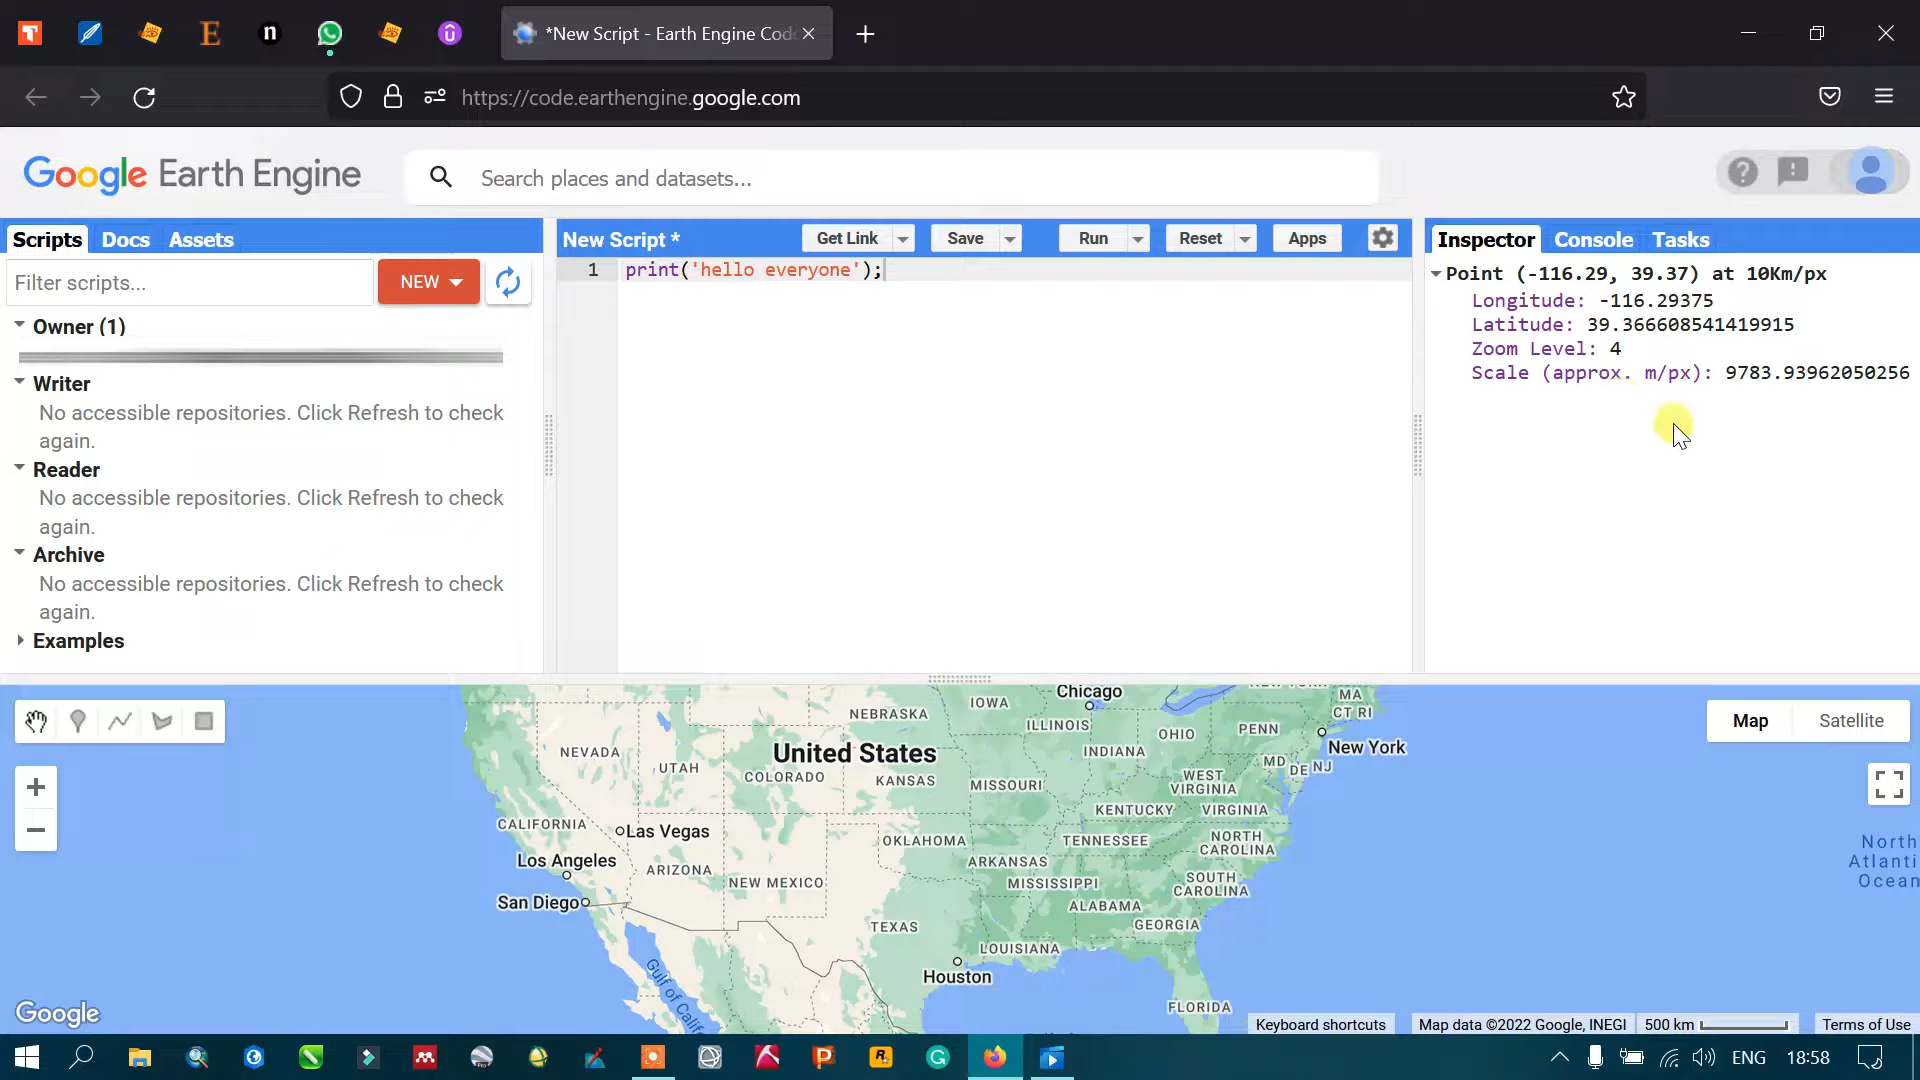 *New Script - Earth Engine Cod
https://code.earthengine.google.com
Google Earth Engine
Search places and datasets...
Scripts Docs Assets
New Script *
Get Link Save Run Reset Apps
Inspector Console Tasks
Filter scripts...
NEW
Owner (1)
Writer
No accessible repositories. Click Refresh to check
again.
Reader
No accessible repositories. Click Refresh to check
again.
Archive
No accessible repositories. Click Refresh to check
again.
Examples
1 print('hello everyone');
Point (-116.29, 39.37) at 10Km/px
Longitude: -116.29375
Latitude: 39.366608541419915
Zoom Level: 4
Scale (approx. m/px): 9783.93962050256
Map Satellite
Chicago
IOWA
NEBRASKA
ILLINOIS
MA
CT RI
New York
PENN
OHIO
INDIANA
NEVADA
United States
UTAH
COLORADO
KANSAS
MISSOURI
MD
DE NJ
WEST
VIRGINIA
KENTUCKY
VIRGINIA
CALIFORNIA
Las Vegas
OKLAHOMA
TENNESSEE
NORTH
CAROLINA
Los Angeles
ARIZONA
NEW MEXICO
ARKANSAS
MISSISSIPPI
SOUTH
CAROLINA
San Diego
ALABAMA
TEXAS
GEORGIA
LOUISIANA
Houston
FLORIDA
Gulf of Calif
North
Atlantic
Ocean
Google
Keyboard shortcuts
Map data ©2022 Google, INEGI
500 km
Terms of Use
ENG
18:58